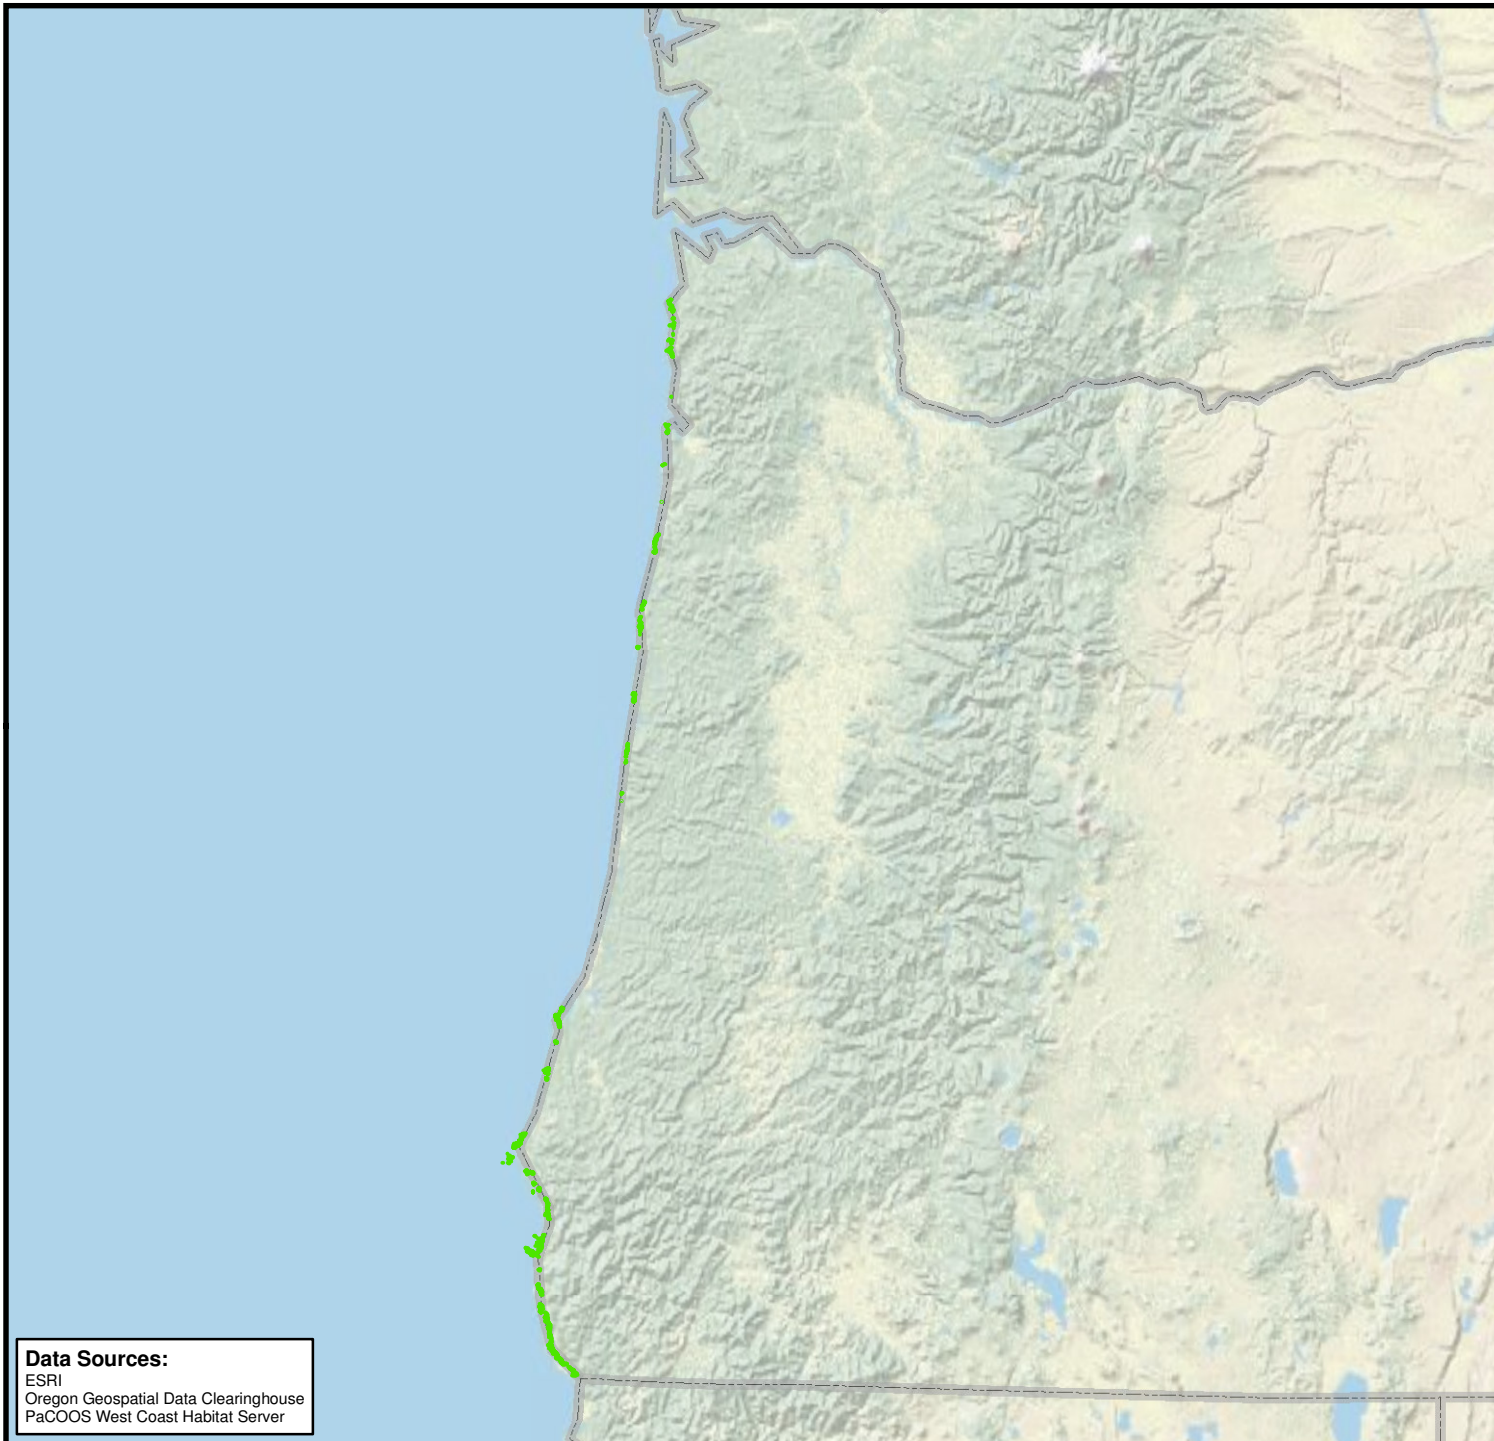 Data Sources:
ESRI
Oregon Geospatial Data Clearinghouse
PaCOOS West Coast Habitat Server